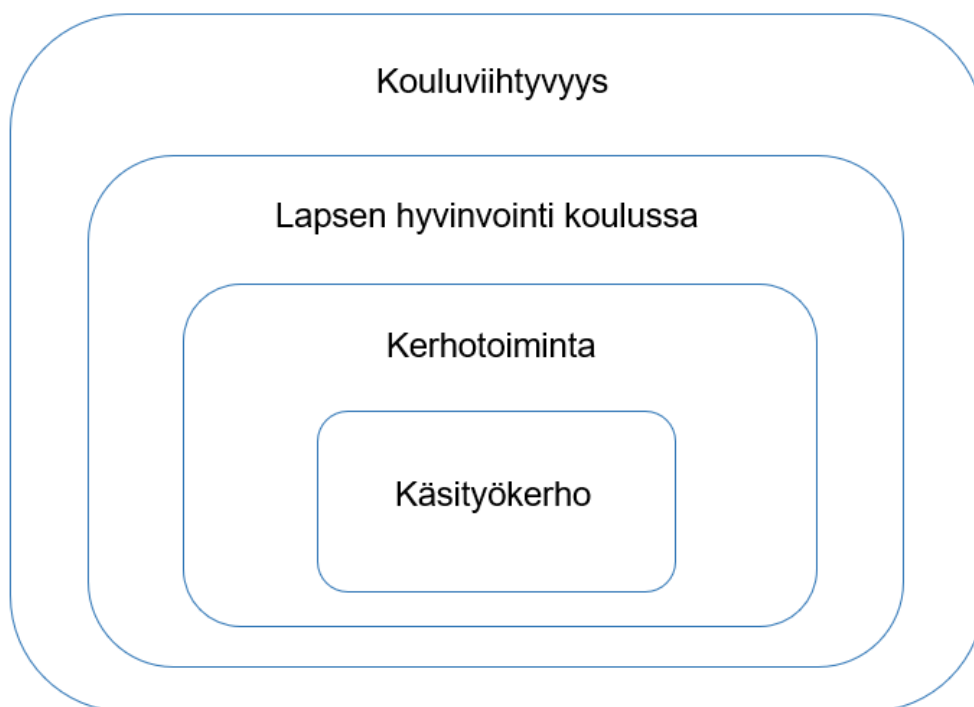 Kouluviihtyvyys
Lapsen hyvinvointi koulussa
Kerhotoiminta
Käsityökerho